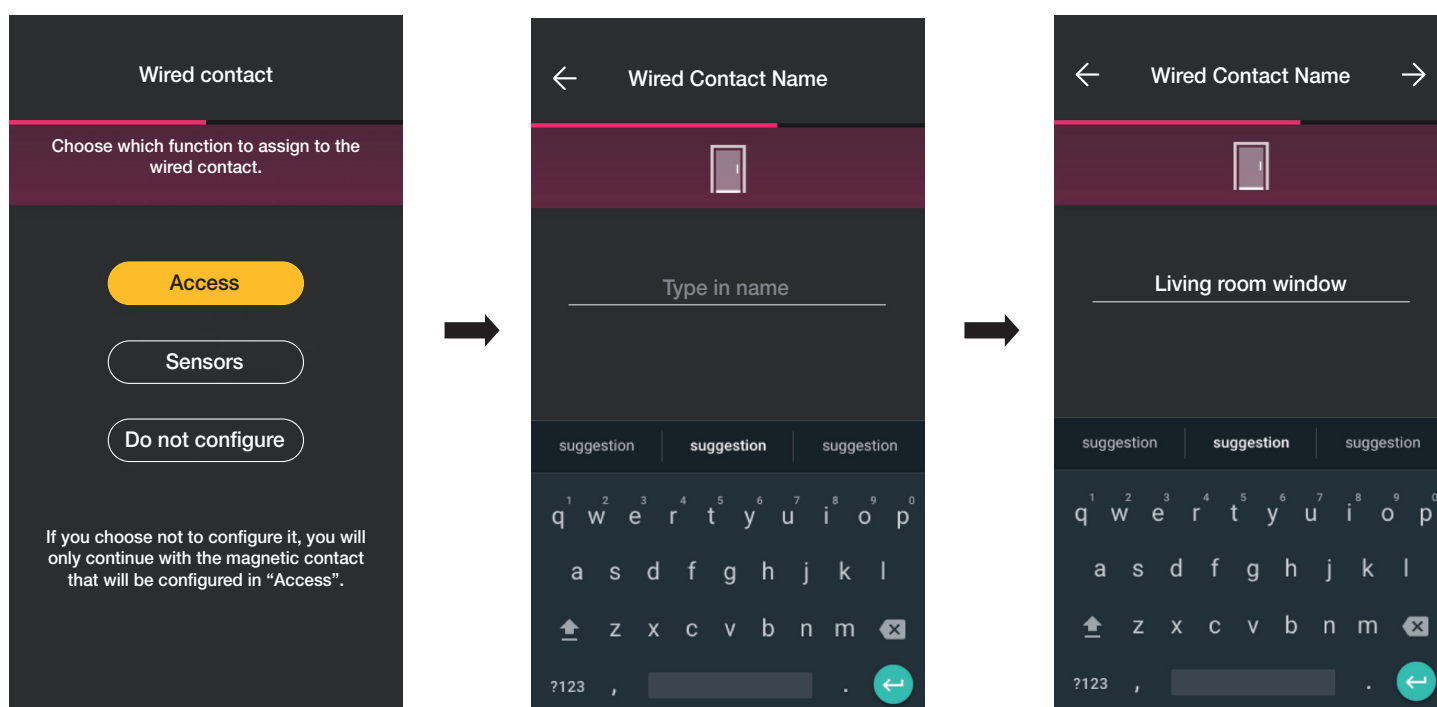 Wired contact
Choose which function to assign to the
wired contact.
Access
Sensors
Do not configure
If you choose not to configure it, you will
only continue with the magnetic contact
that will be configured in “Access”.
Wired Contact Name
Type in name
suggestion suggestion suggestion
1 2 3 4 5 6 7 8 9 0
q w e r t y u i o p
a s d f g h j k l
z x c v b n m
?123 , .
Wired Contact Name
Living room window
suggestion suggestion suggestion
1 2 3 4 5 6 7 8 9 0
q w e r t y u i o p
a s d f g h j k l
z x c v b n m
?123 , .